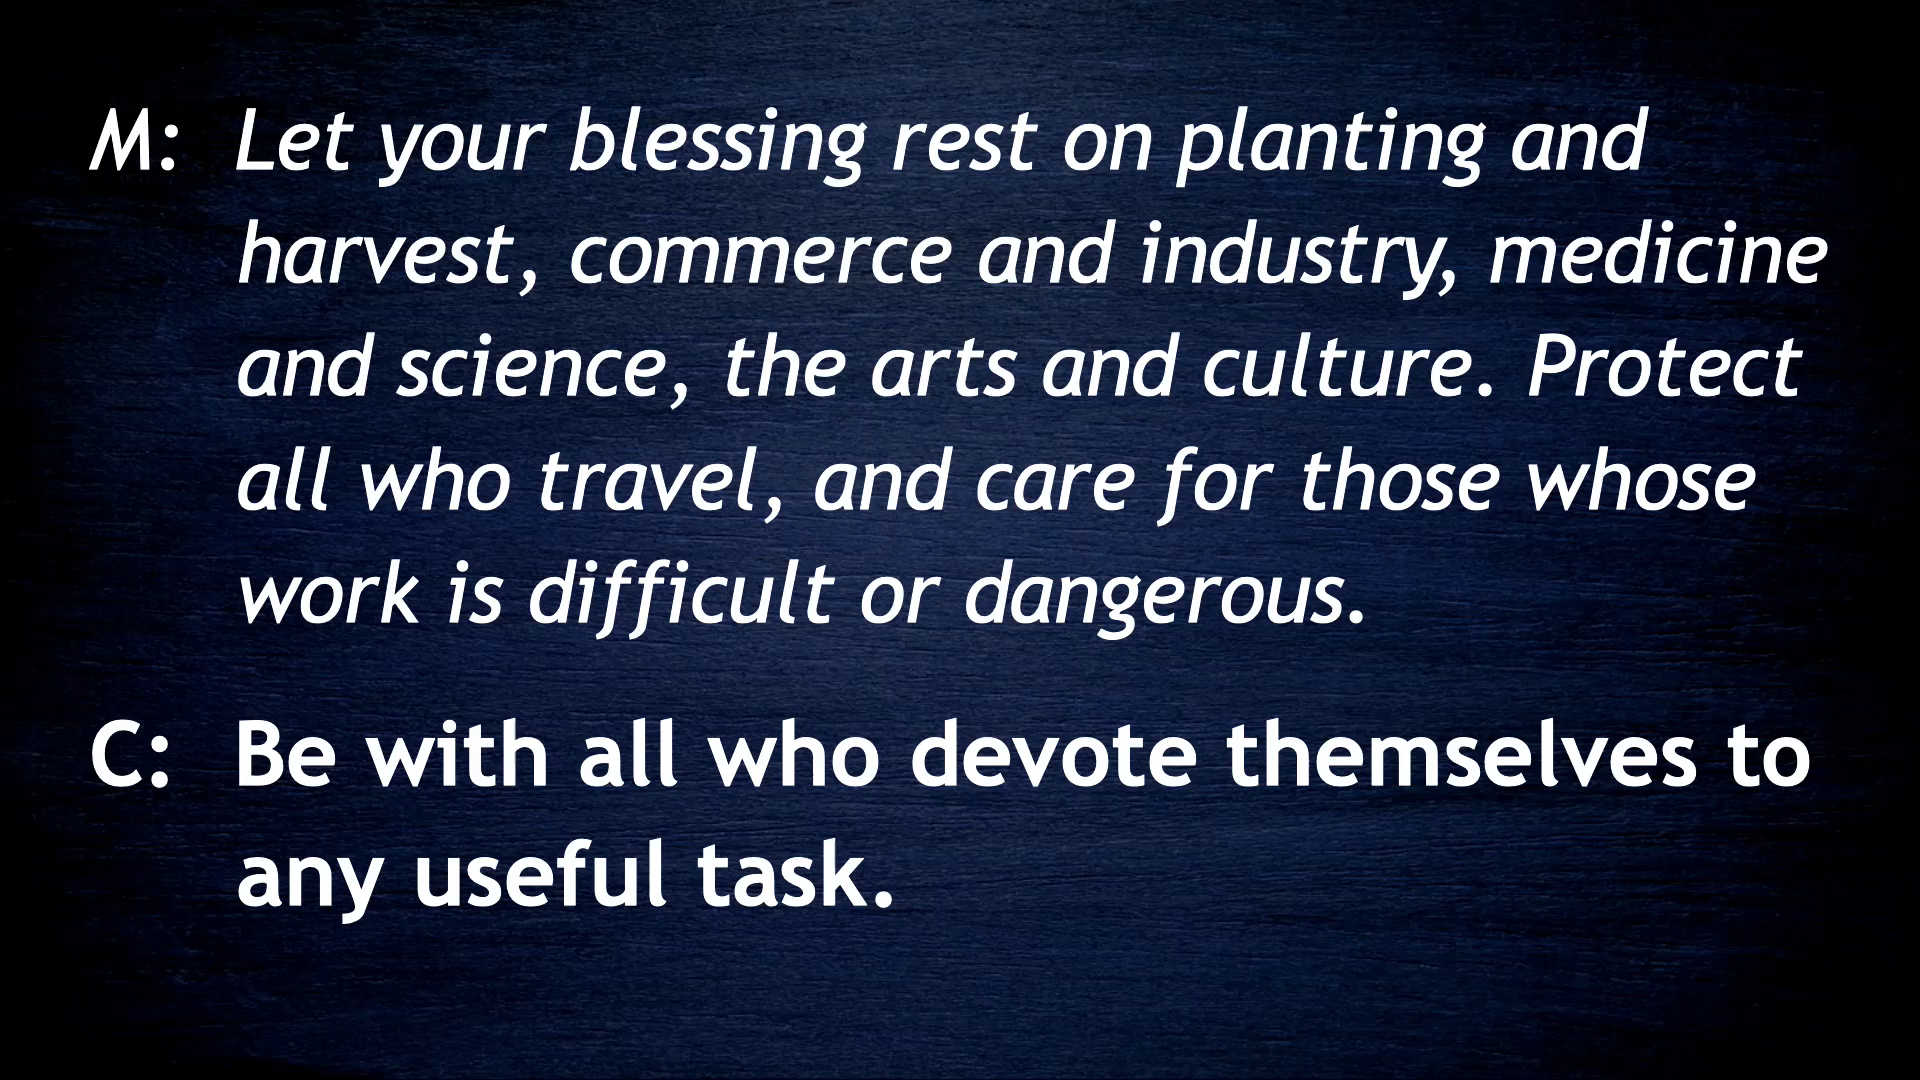 M: Let your blessing rest on planting and
harvest, commerce and industry, medicine
and science, the arts and culture. Protect
all who travel, and care for those whose
work is difficult or dangerous.
C: Be with all who devote themselves to
any useful task.